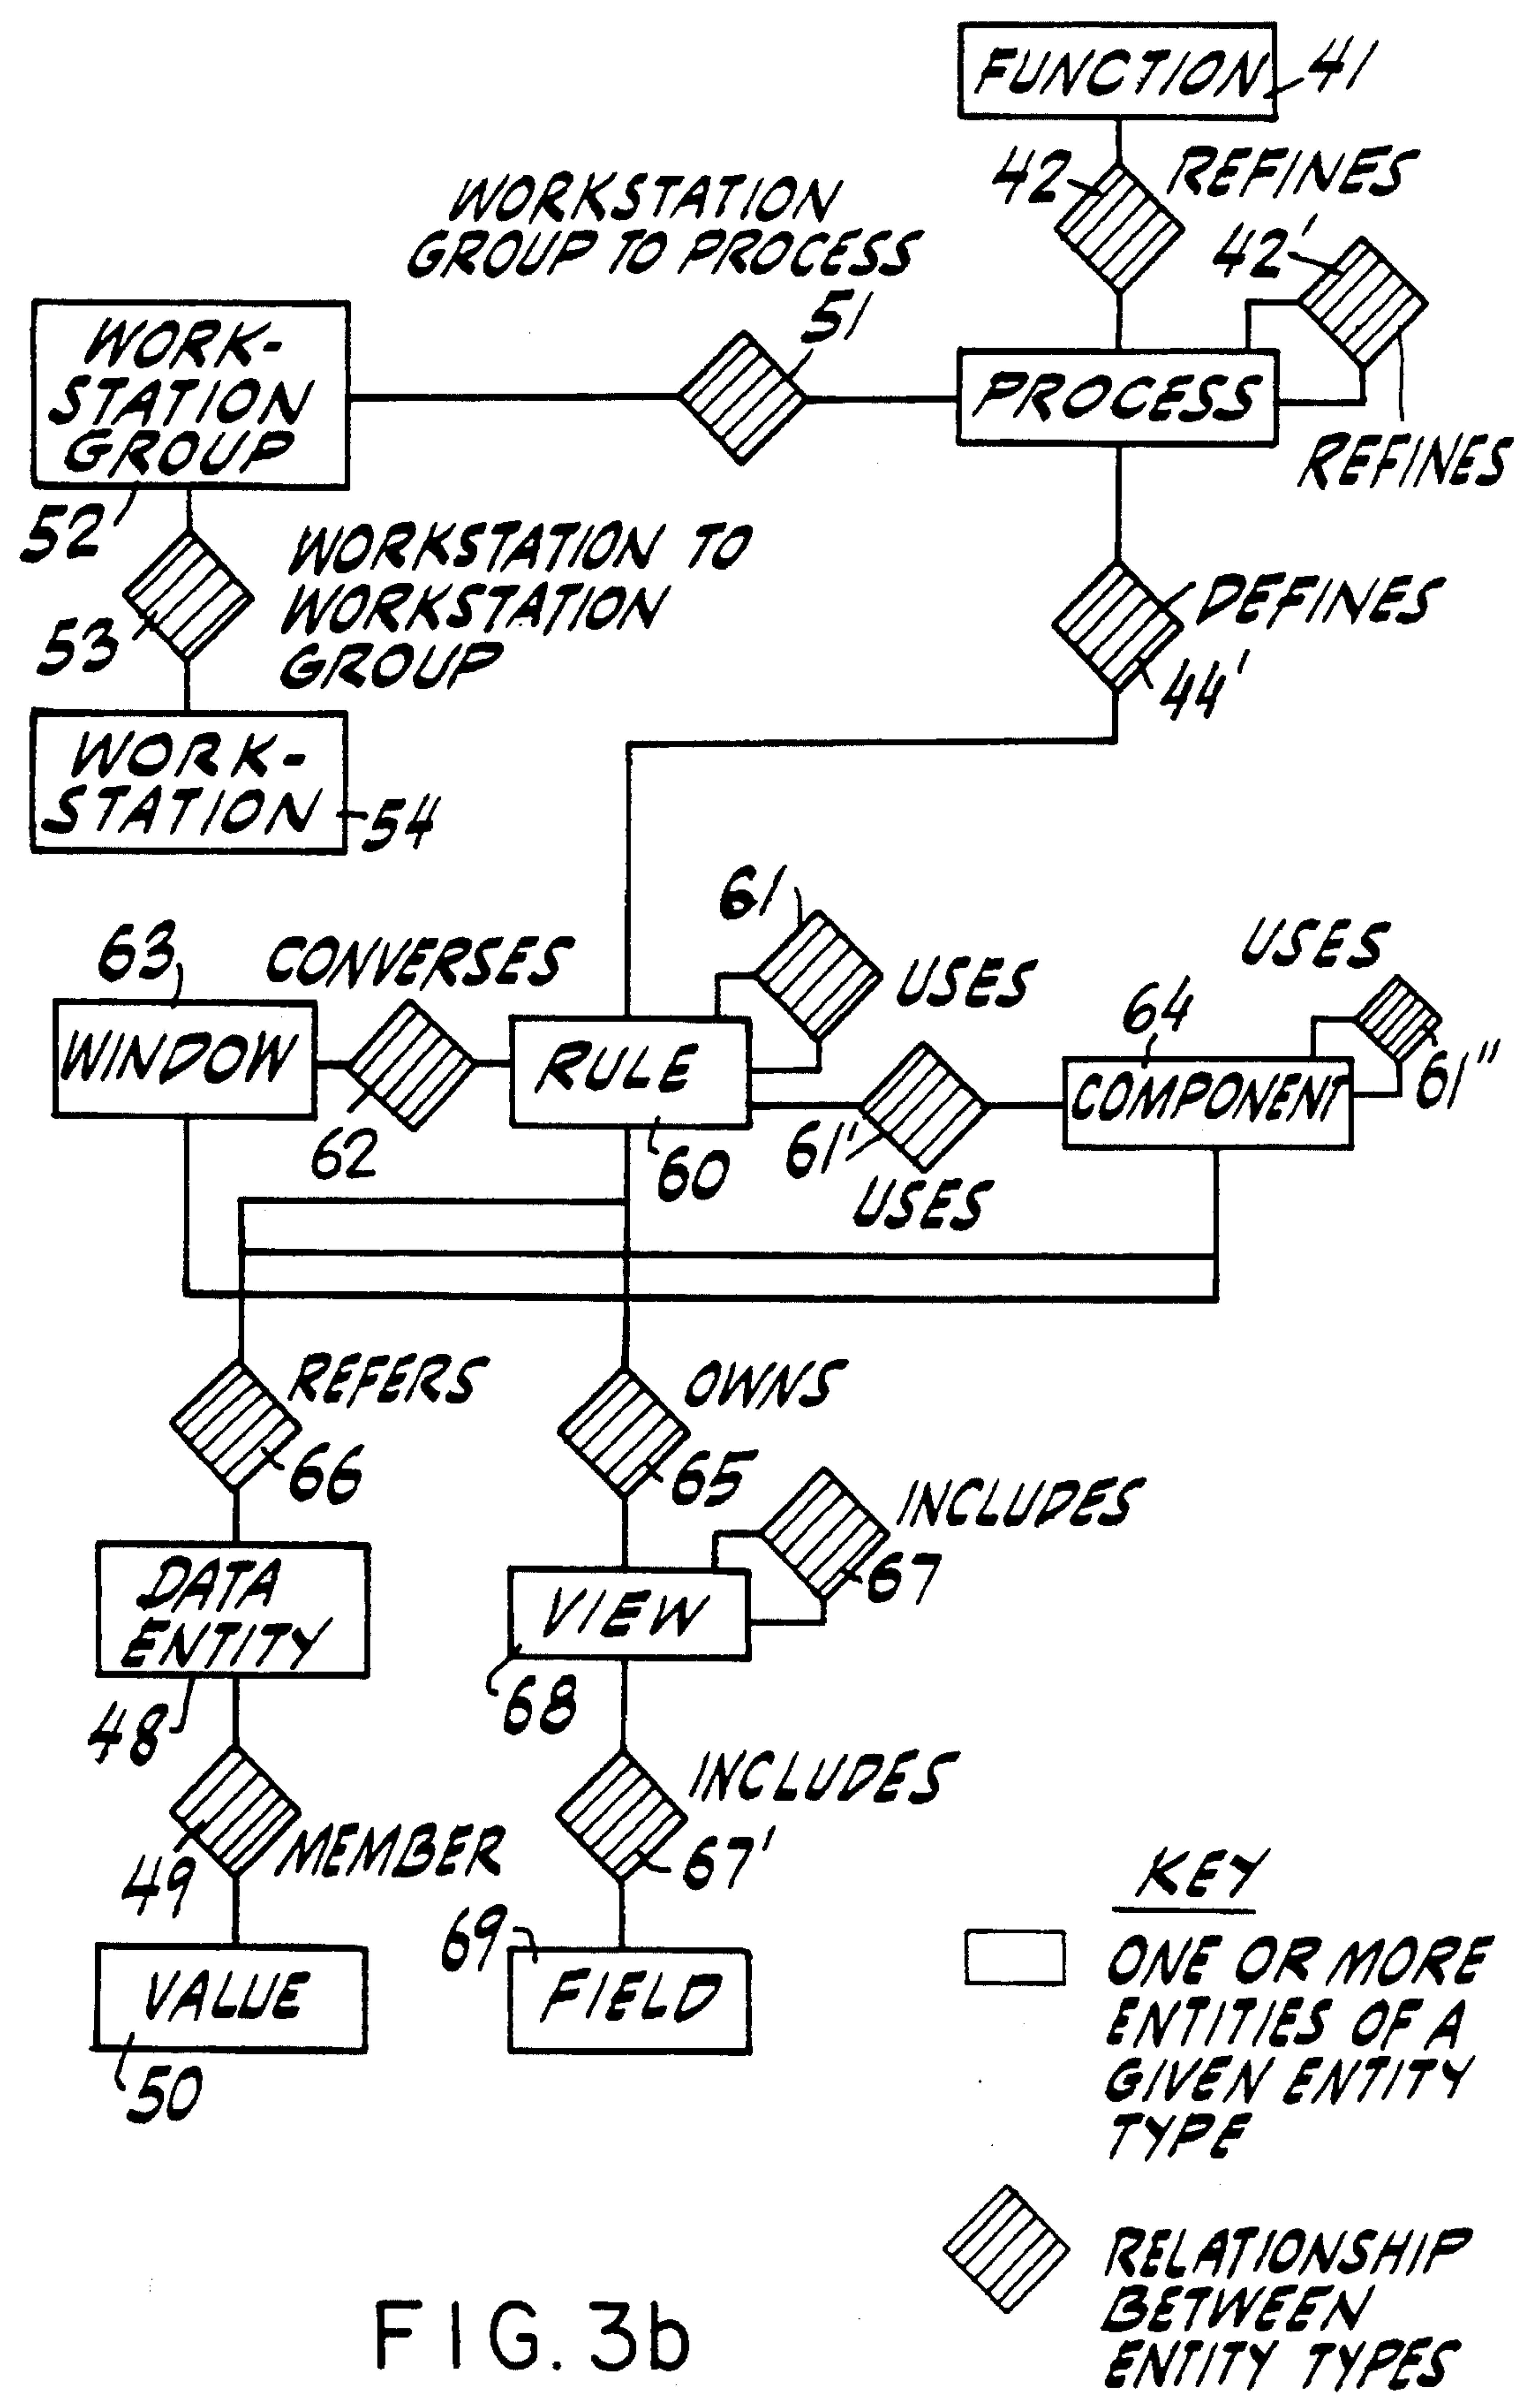 FUNCTION
41
42
REFINES
WORKSTATION
GROUP TO PROCESS
42'
51
WORK-
STATION
GROUP
PROCESS
REFINES
52'
WORKSTATION TO
WORKSTATION
GROUP
53
DEFINES
44'
WORK-
STATION
54
61
USES
USES
63
CONVERSES
64
WINDOW
RULE
COMPONENT
61"
62
60
61'
USES
REFERS
66
OWNS
65
INCLUDES
67
DATA
ENTITY
VIEW
48
68
49
MEMBER
INCLUDES
67'
69
VALUE
FIELD
50
KEY
ONE OR MORE
ENTITIES OF A
GIVEN ENTITY
TYPE
RELATIONSHIP
BETWEEN
ENTITY TYPES
FIG. 3b